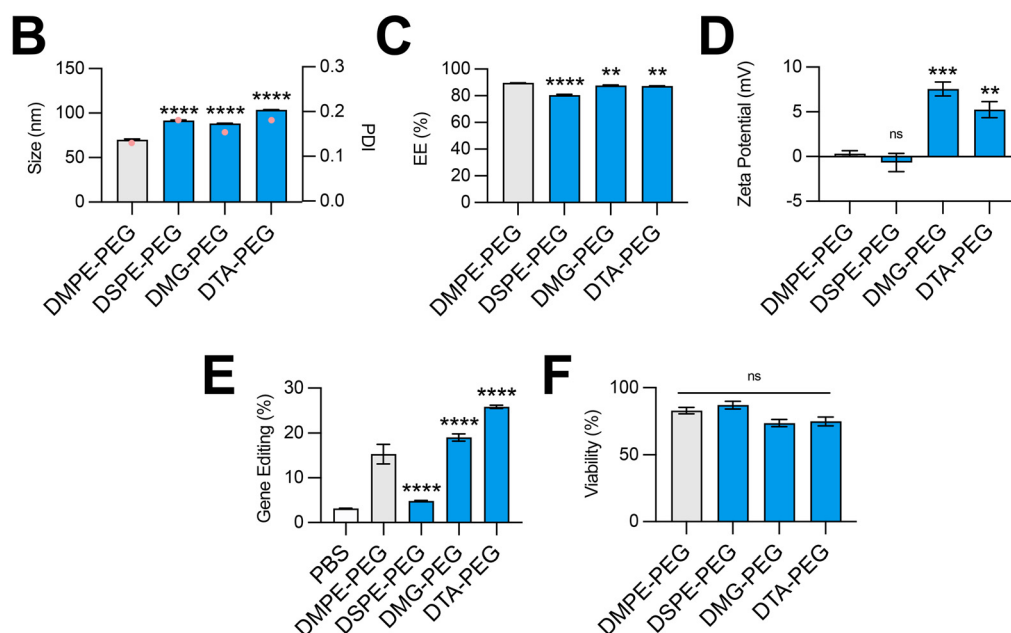 B
Size (nm)
150
100
50
0
0.3
0.2
0.1
0.0
PDI
****
****
****
DMPE-PEG
DSPE-PEG
DMG-PEG
DTA-PEG
C
EE (%)
100
80
60
40
20
0
****
**
**
DMPE-PEG
DSPE-PEG
DMG-PEG
DTA-PEG
D
Zeta Potential (mV)
10
5
0
-5
ns
***
**
DMPE-PEG
DSPE-PEG
DMG-PEG
DTA-PEG
E
Gene Editing (%)
30
20
10
0
****
****
****
PBS
DMPE-PEG
DSPE-PEG
DMG-PEG
DTA-PEG
F
Viability (%)
100
50
0
ns
DMPE-PEG
DSPE-PEG
DMG-PEG
DTA-PEG